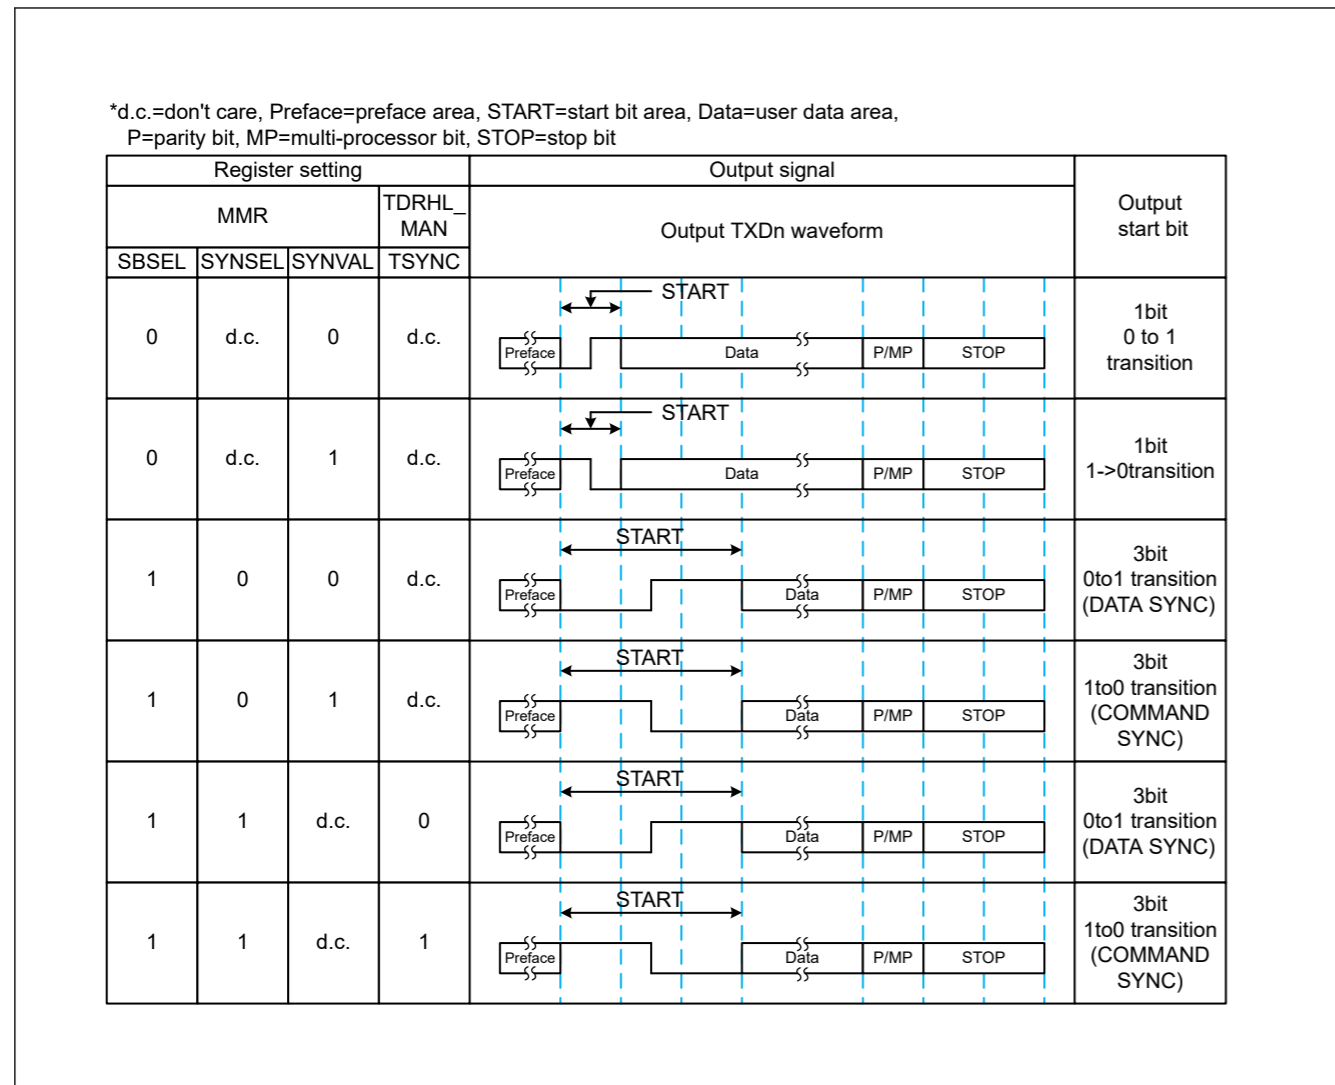 *d.c.=don't care, Preface=preface area, START=start bit area, Data=user data area,
P=parity bit, MP=multi-processor bit, STOP=stop bit
Register setting
Output signal
Output
start bit
MMR
TDRHL_
MAN
Output TXDn waveform
SBSEL
SYNSEL
SYNVAL
TSYNC
0
d.c.
0
d.c.
START
Preface
Data
P/MP
STOP
1bit
0 to 1
transition
0
d.c.
1
d.c.
START
Preface
Data
P/MP
STOP
1bit
1->0transition
1
0
0
d.c.
START
Preface
Data
P/MP
STOP
3bit
0to1 transition
(DATA SYNC)
1
0
1
d.c.
START
Preface
Data
P/MP
STOP
3bit
1to0 transition
(COMMAND
SYNC)
1
1
d.c.
0
START
Preface
Data
P/MP
STOP
3bit
0to1 transition
(DATA SYNC)
1
1
d.c.
1
START
Preface
Data
P/MP
STOP
3bit
1to0 transition
(COMMAND
SYNC)